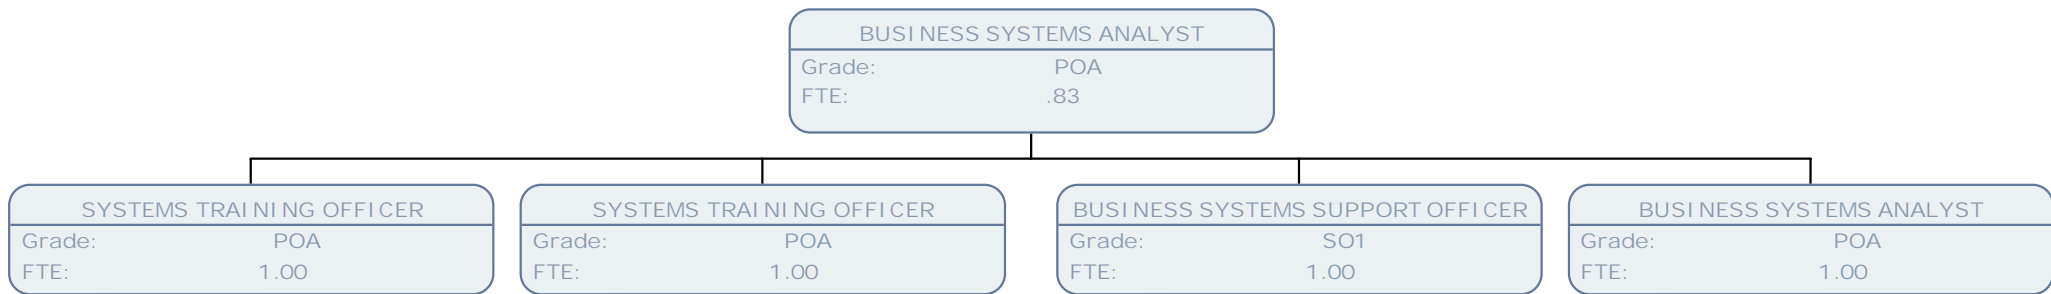 BUSINESS SYSTEMS ANALYST
Grade: POA
FTE: .83
SYSTEMS TRAINING OFFICER
Grade: POA
FTE: 1.00
SYSTEMS TRAINING OFFICER
Grade: POA
FTE: 1.00
BUSINESS SYSTEMS SUPPORT OFFICER
Grade: SO1
FTE: 1.00
BUSINESS SYSTEMS ANALYST
Grade: POA
FTE: 1.00